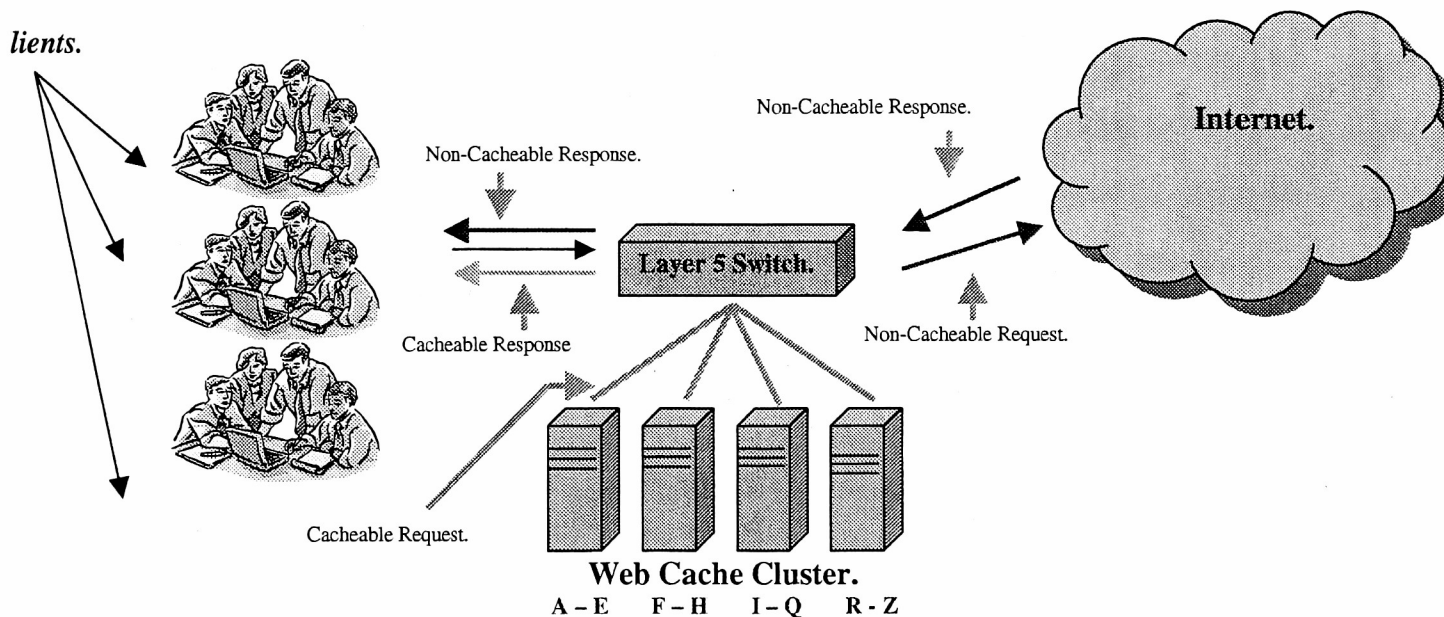 lients.
Non-Cacheable Response.
Internet.
Non-Cacheable Response.
Layer 5 Switch.
Cacheable Response
Non-Cacheable Request.
Cacheable Request.
Web Cache Cluster.
A – E F – H I – Q R - Z